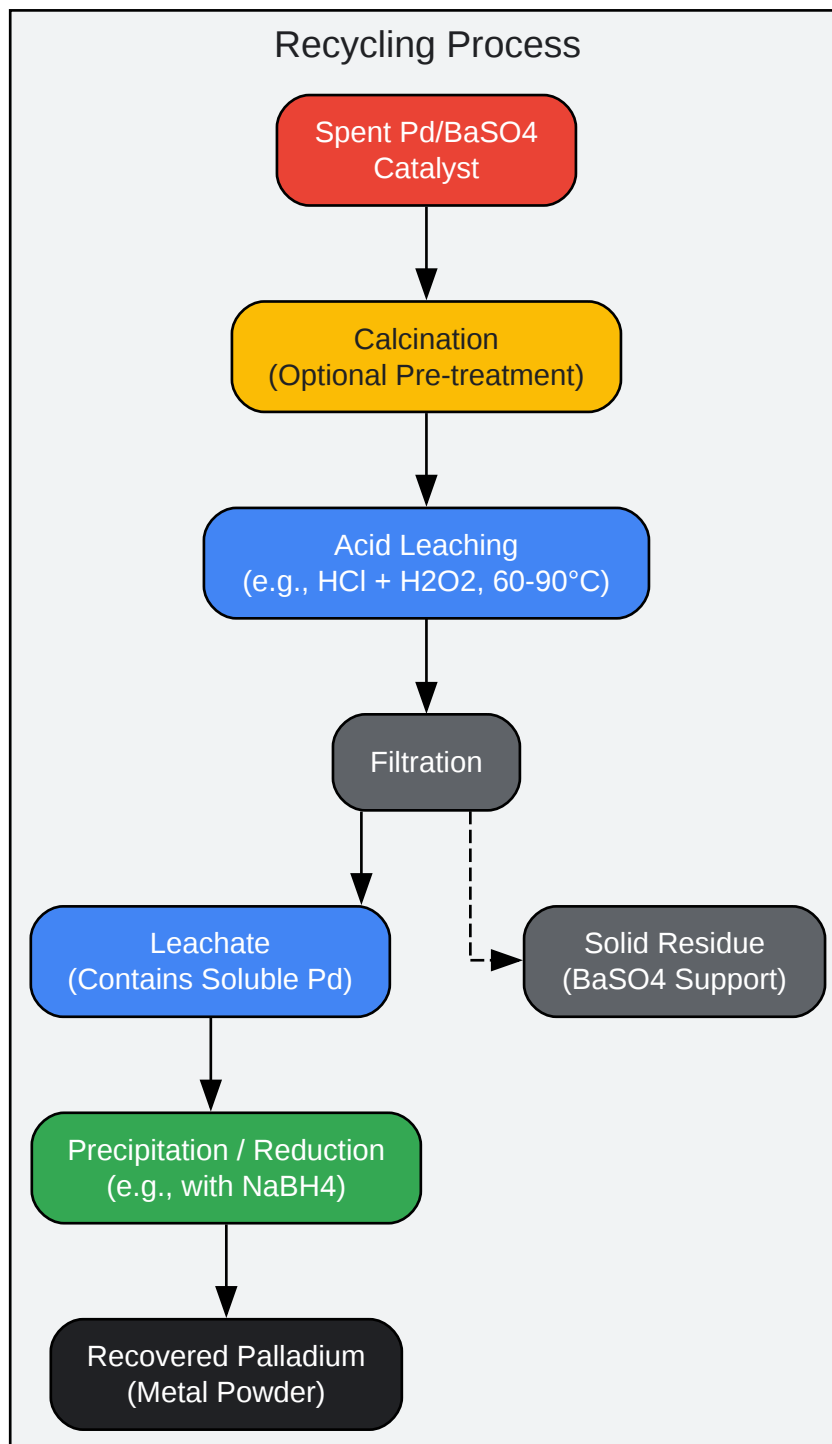 Recycling Process
Spent Pd/BaSO4
Catalyst
Calcination
(Optional Pre-treatment)
Acid Leaching
(e.g., HCl + H2O2, 60-90°C)
Filtration
Leachate
(Contains Soluble Pd)
Solid Residue
(BaSO4 Support)
Precipitation / Reduction
(e.g., with NaBH4)
Recovered Palladium
(Metal Powder)